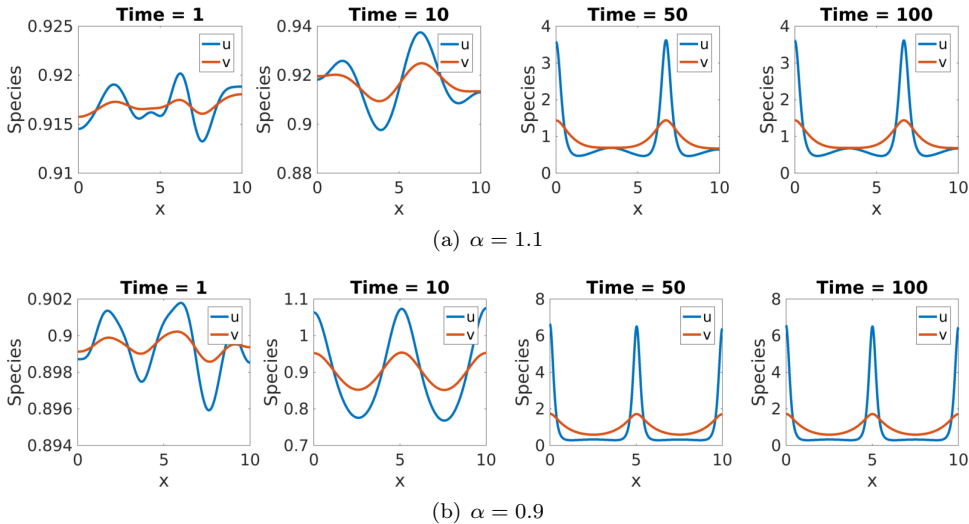 Time = 1
Time = 10
Time = 50
Time = 100
0.925
0.92
0.915
0.91
Species
0 5 10
x
u
v
0.94
0.92
0.9
0.88
Species
0 5 10
x
u
v
4
3
2
1
0
Species
0 5 10
x
u
v
4
3
2
1
0
Species
0 5 10
x
u
v
(a) α = 1.1
Time = 1
Time = 10
Time = 50
Time = 100
0.902
0.9
0.898
0.896
0.894
Species
0 5 10
x
u
v
1.1
1
0.9
0.8
0.7
Species
0 5 10
x
u
v
8
6
4
2
0
Species
0 5 10
x
u
v
8
6
4
2
0
Species
0 5 10
x
u
v
(b) α = 0.9